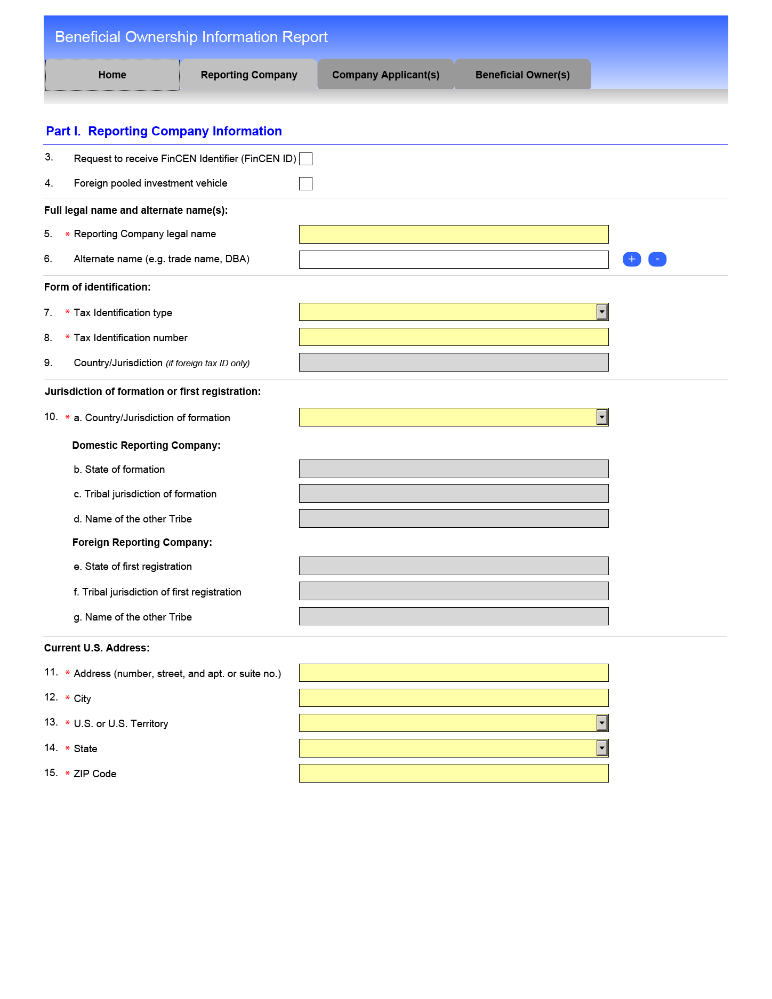 Beneficial Ownership Information Report
Home Reporting Company Company Applicant(s) Beneficial Owner(s)
Part I. Reporting Company Information
3. Request to receive FinCEN Identifier (FinCEN ID)
4. Foreign pooled investment vehicle
Full legal name and alternate name(s):
5. * Reporting Company legal name
6. Alternate name (e.g. trade name, DBA) + -
Form of identification:
7. * Tax Identification type
8. * Tax Identification number
9. Country/Jurisdiction (if foreign tax ID only)
Jurisdiction of formation or first registration:
10. * a. Country/Jurisdiction of formation
Domestic Reporting Company:
b. State of formation
c. Tribal jurisdiction of formation
d. Name of the other Tribe
Foreign Reporting Company:
e. State of first registration
f. Tribal jurisdiction of first registration
g. Name of the other Tribe
Current U.S. Address:
11. * Address (number, street, and apt. or suite no.)
12. * City
13. * U.S. or U.S. Territory
14. * State
15. * ZIP Code